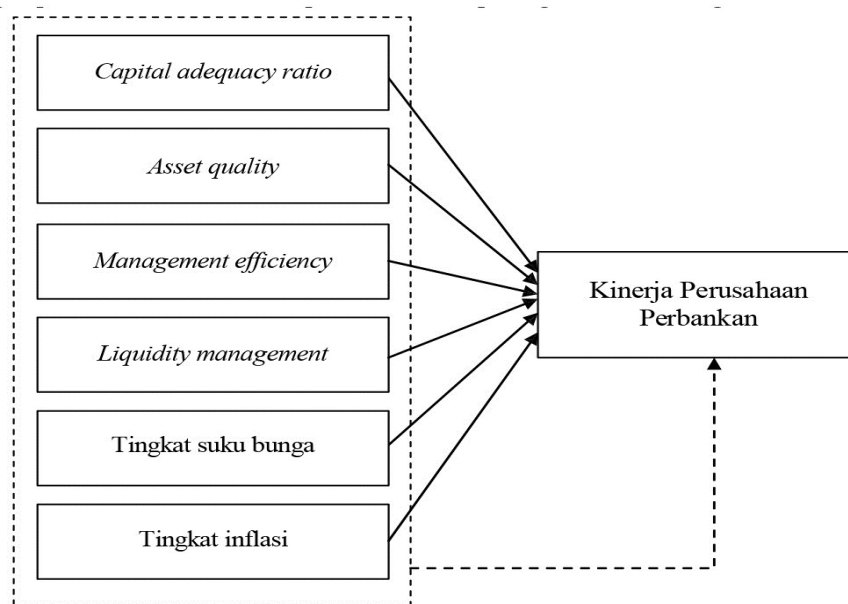 Capital adequacy ratio
Asset quality
Management efficiency
Liquidity management
Tingkat suku bunga
Tingkat inflasi
Kinerja Perusahaan
Perbankan